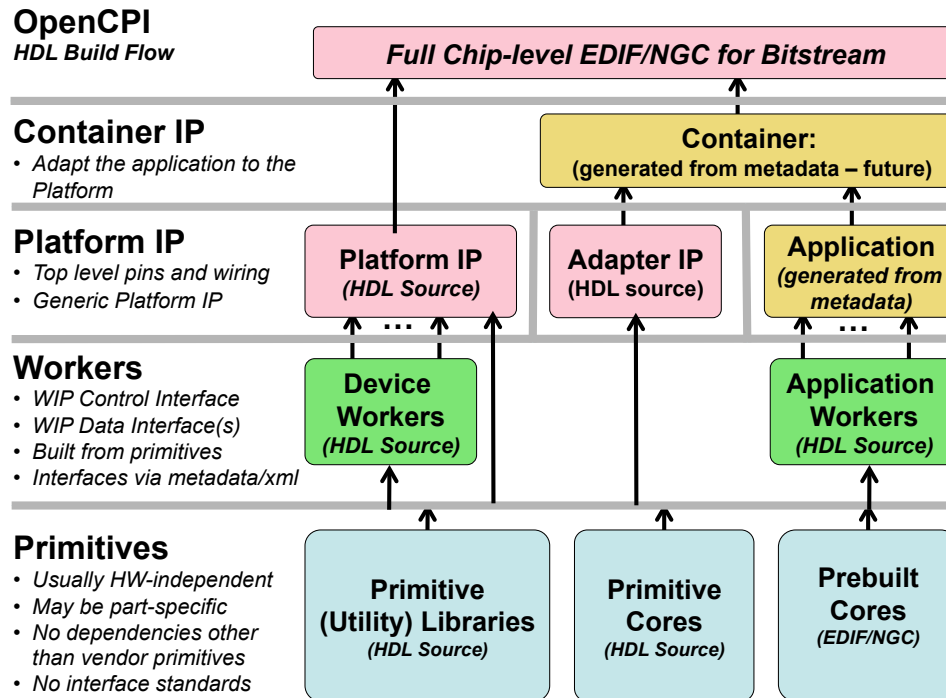 OpenCPI
HDL Build Flow
Full Chip-level EDIF/NGC for Bitstream
Container IP
• Adapt the application to the
Platform
Container:
(generated from metadata – future)
Platform IP
• Top level pins and wiring
• Generic Platform IP
Platform IP
(HDL Source)
Adapter IP
(HDL source)
Application
(generated from
metadata)
...
...
Workers
• WIP Control Interface
• WIP Data Interface(s)
• Built from primitives
• Interfaces via metadata/xml
Device
Workers
(HDL Source)
Application
Workers
(HDL Source)
Primitives
• Usually HW-independent
• May be part-specific
• No dependencies other
than vendor primitives
• No interface standards
Primitive
(Utility) Libraries
(HDL Source)
Primitive
Cores
(HDL Source)
Prebuilt
Cores
(EDIF/NGC)